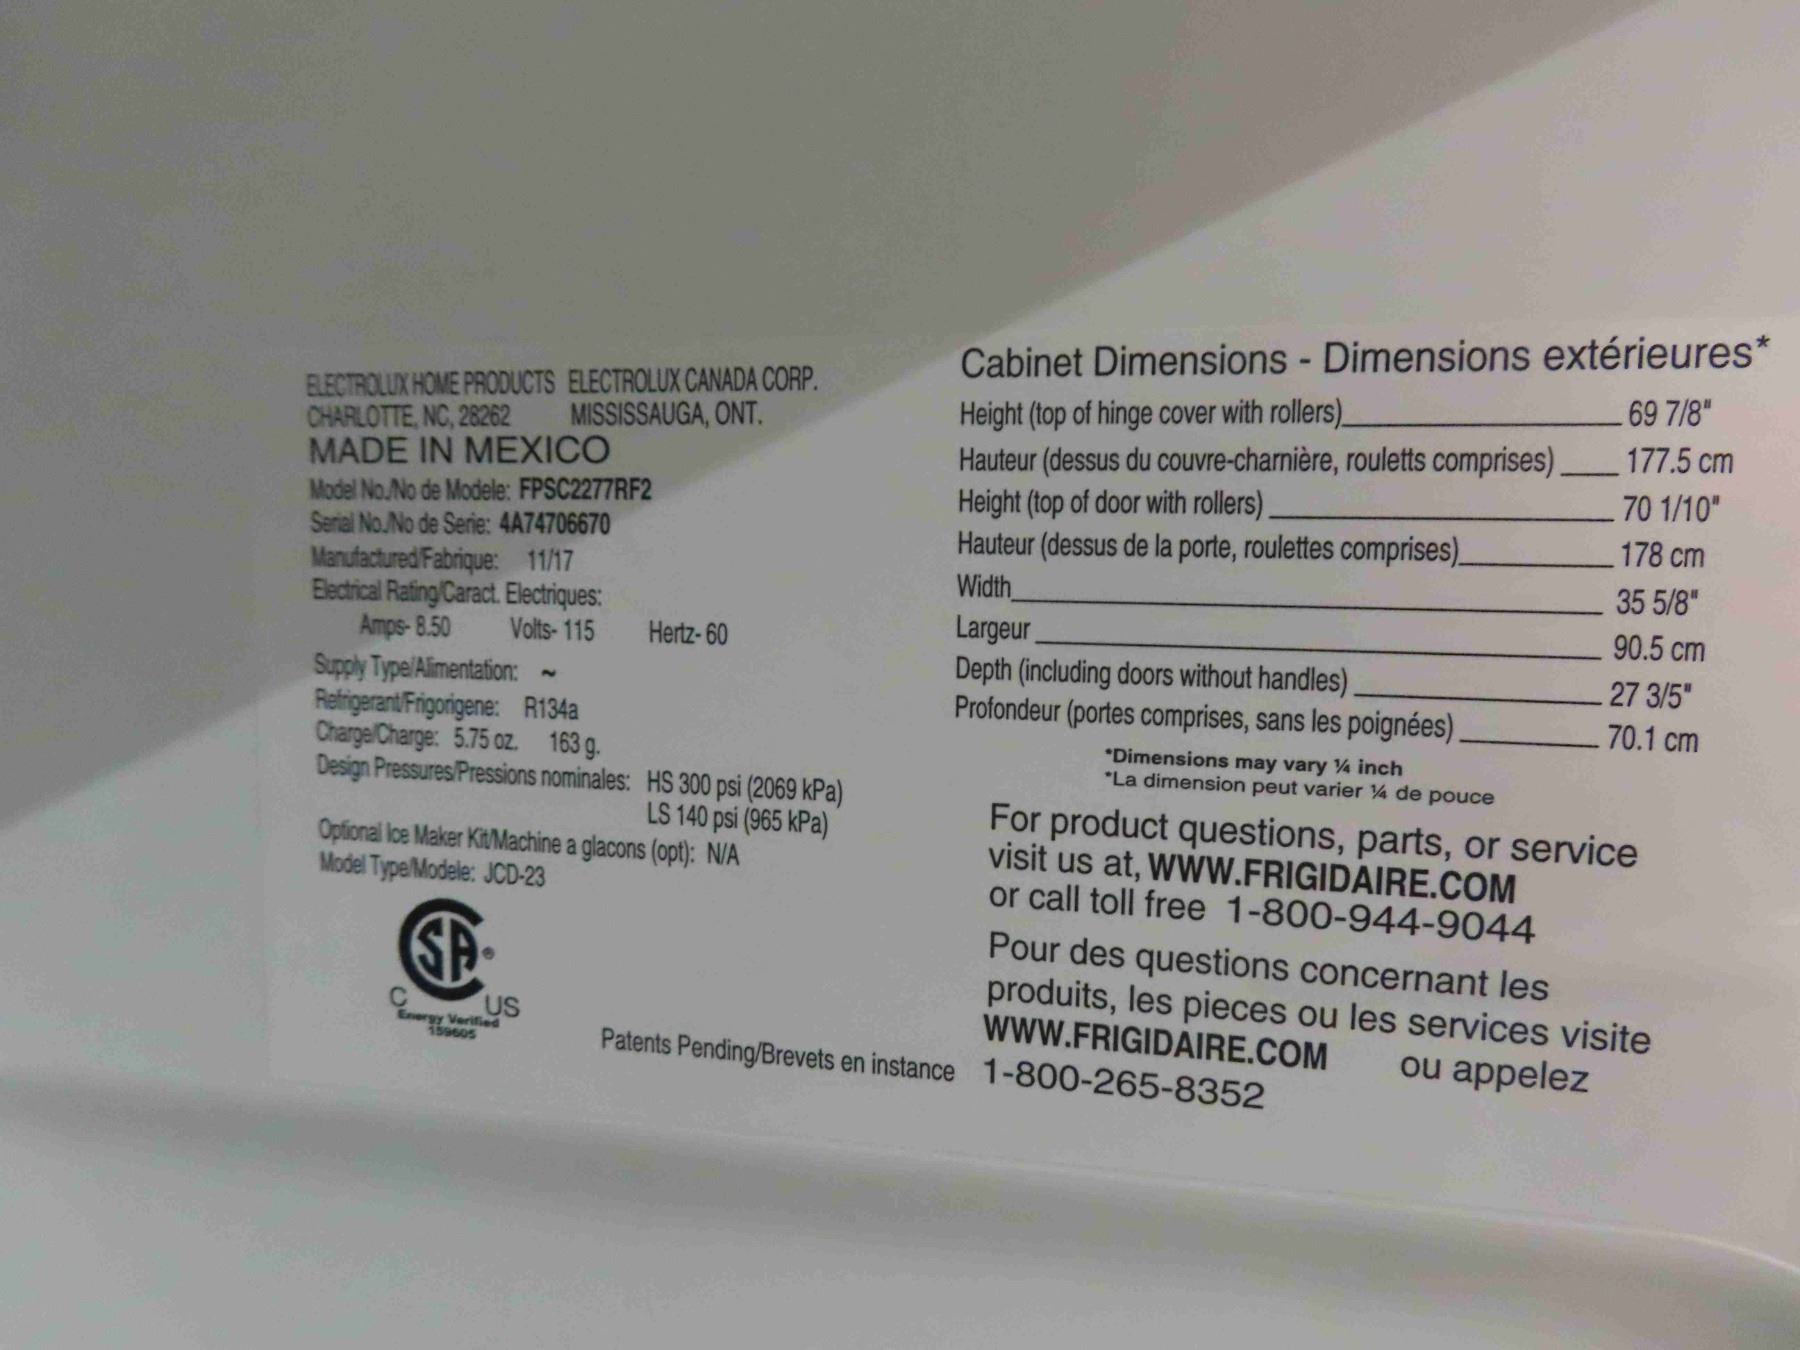 ELECTROLUX HOME PRODUCTS ELECTROLUX CANADA CORP.
CHARLOTTE, NC, 28262 MISSISSAUGA, ONT.
MADE IN MEXICO
Model No./No de Modele: FPSC2277RF2
Serial No./No de Serie: 4A74706670
Manufactured/Fabrique: 11/17
Electrical Rating/Caract. Electriques:
Amps- 8.50 Volts- 115 Hertz- 60
Supply Type/Alimentation: ~
Refrigerant/Frigorigene: R134a
Charge/Charge: 5.75 oz. 163 g.
Design Pressures/Pressions nominales: HS 300 psi (2069 kPa)
LS 140 psi (965 kPa)
Optional Ice Maker Kit/Machine a glacons (opt): N/A
Model Type/Modele: JCD-23
SA ®
C US
Energy Verified
159605
Patents Pending/Brevets en instance
Cabinet Dimensions - Dimensions extérieures*
Height (top of hinge cover with rollers) 69 7/8"
Hauteur (dessus du couvre-charnière, rouletts comprises) 177.5 cm
Height (top of door with rollers) 70 1/10"
Hauteur (dessus de la porte, roulettes comprises) 178 cm
Width 35 5/8"
Largeur 90.5 cm
Depth (including doors without handles) 27 3/5"
Profondeur (portes comprises, sans les poignées) 70.1 cm
*Dimensions may vary ¼ inch
*La dimension peut varier ¼ de pouce
For product questions, parts, or service
visit us at, WWW.FRIGIDAIRE.COM
or call toll free 1-800-944-9044
Pour des questions concernant les
produits, les pieces ou les services visite
WWW.FRIGIDAIRE.COM ou appelez
1-800-265-8352